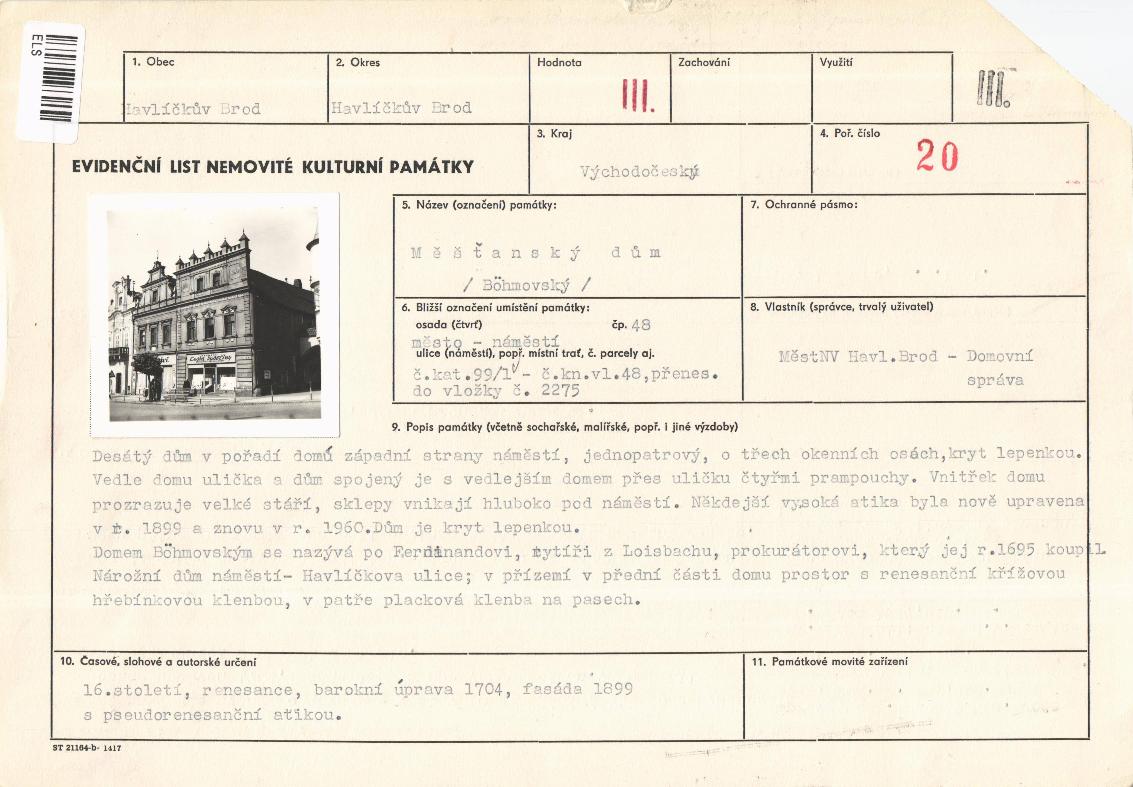 ELS
1. Obec
Havlíčkův Brod
2. Okres
Havlíčkův Brod
Hodnota
III.
Zachování
Využití
III.
EVIDENČNÍ LIST NEMOVITÉ KULTURNÍ PAMÁTKY
3. Kraj
Východočeský
4. Poř. číslo
20
5. Název (označení) památky:
Měšťanský dům
/ Böhmovský /
7. Ochranné pásmo:
6. Bližší označení umístění památky:
osada (čtvrť) čp. 48
město - náměstí
ulice (náměstí), popř. místní trať, č. parcely aj.
č.kat.99/1 - č.kn.vl.48,přenes.
do vložky č. 2275
8. Vlastník (správce, trvalý uživatel)
MěstNV Havl.Brod - Domovní
správa
9. Popis památky (včetně sochařské, malířské, popř. i jiné výzdoby)
Desátý dům v pořadí domů západní strany náměstí, jednopatrový, o třech okenních osách,kryt lepenkou.
Vedle domu ulička a dům spojený je s vedlejším domem přes uličku čtyřmi prampouchy. Vnitřek domu
prozrazuje velké stáří, sklepy vnikají hluboko pod náměstí. Někdejší vysoká atika byla nově upravena
v r. 1899 a znovu v r. 1960.Dům je kryt lepenkou.
Domem Böhmovským se nazývá po Ferdinandovi, rytíři z Loisbachu, prokurátorovi, který jej r.1695 koupil.
Nárožní dům náměstí- Havlíčkova ulice; v přízemí v přední části domu prostor s renesanční křížovou
hřebínkovou klenbou, v patře placková klenba na pasech.
10. Časové, slohové a autorské určení
16.století, renesance, barokní úprava 1704, fasáda 1899
s pseudorenesanční atikou.
11. Památkové movité zařízení
ST 21164-b- 1417